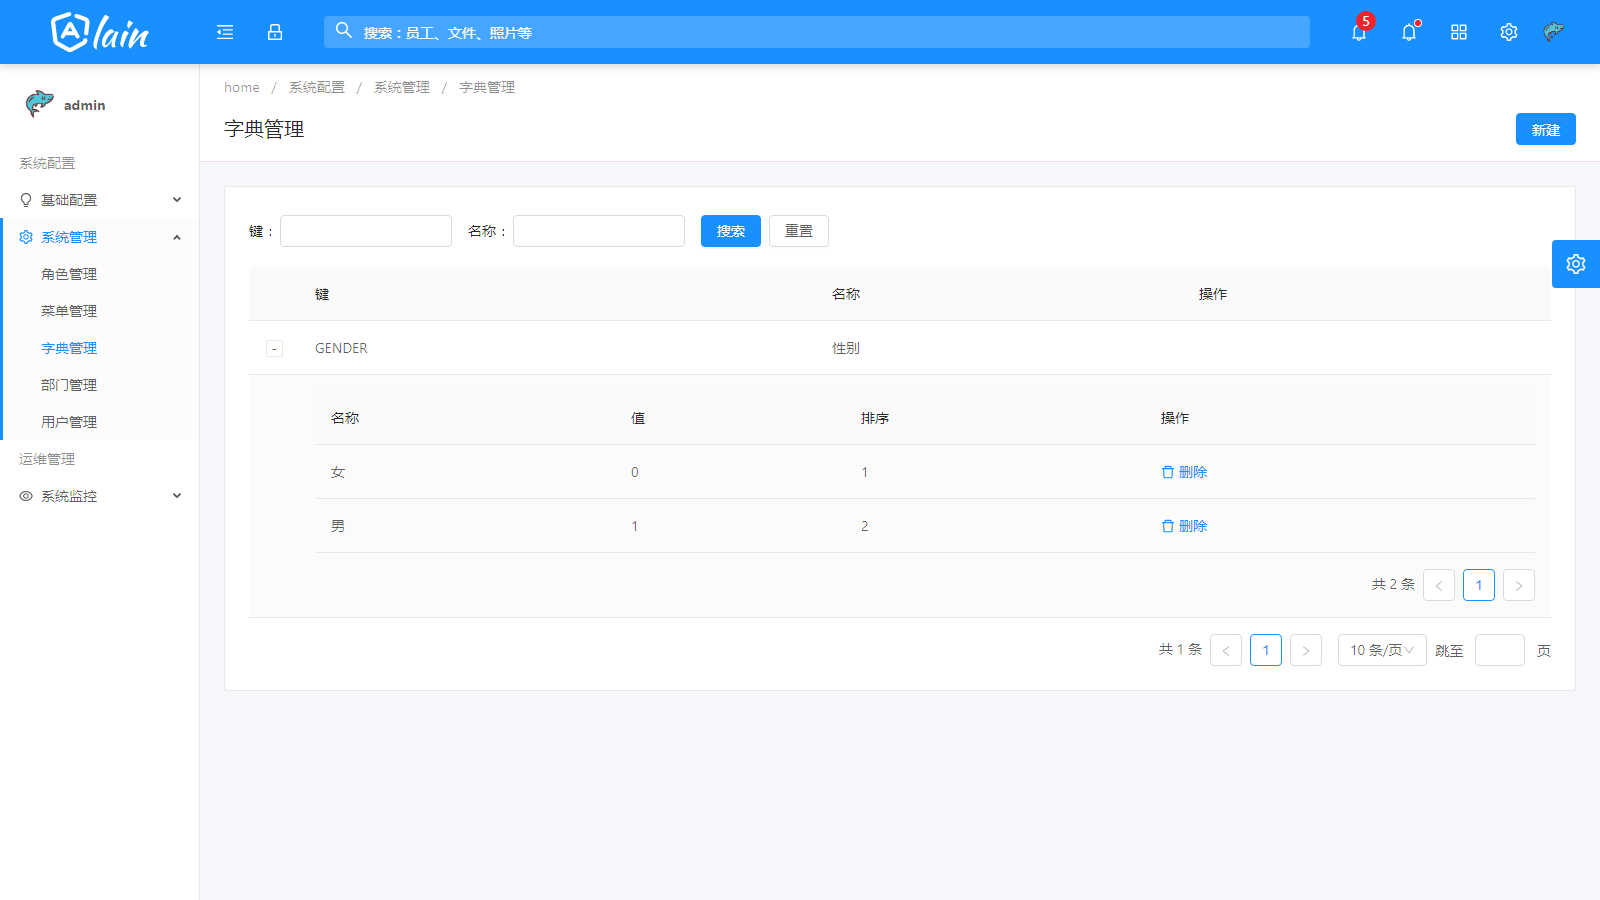 Alain
搜索：员工、文件、照片等
5
admin
系统配置
基础配置
系统管理
角色管理
菜单管理
字典管理
部门管理
用户管理
运维管理
系统监控
home / 系统配置 / 系统管理 / 字典管理
字典管理
新建
键： 名称： 搜索 重置
键 名称 操作
- GENDER 性别
名称 值 排序 操作
女 0 1 删除
男 1 2 删除
共 2 条 < 1 >
共 1 条 < 1 > 10 条/页 跳至 页